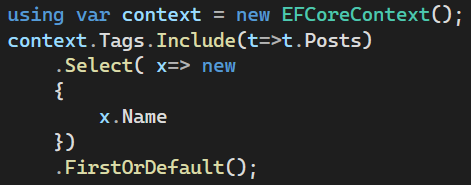 using var context = new EFCoreContext();
context.Tags.Include(t=>t.Posts)
    .Select( x=> new
    {
        x.Name
    })
    .FirstOrDefault();